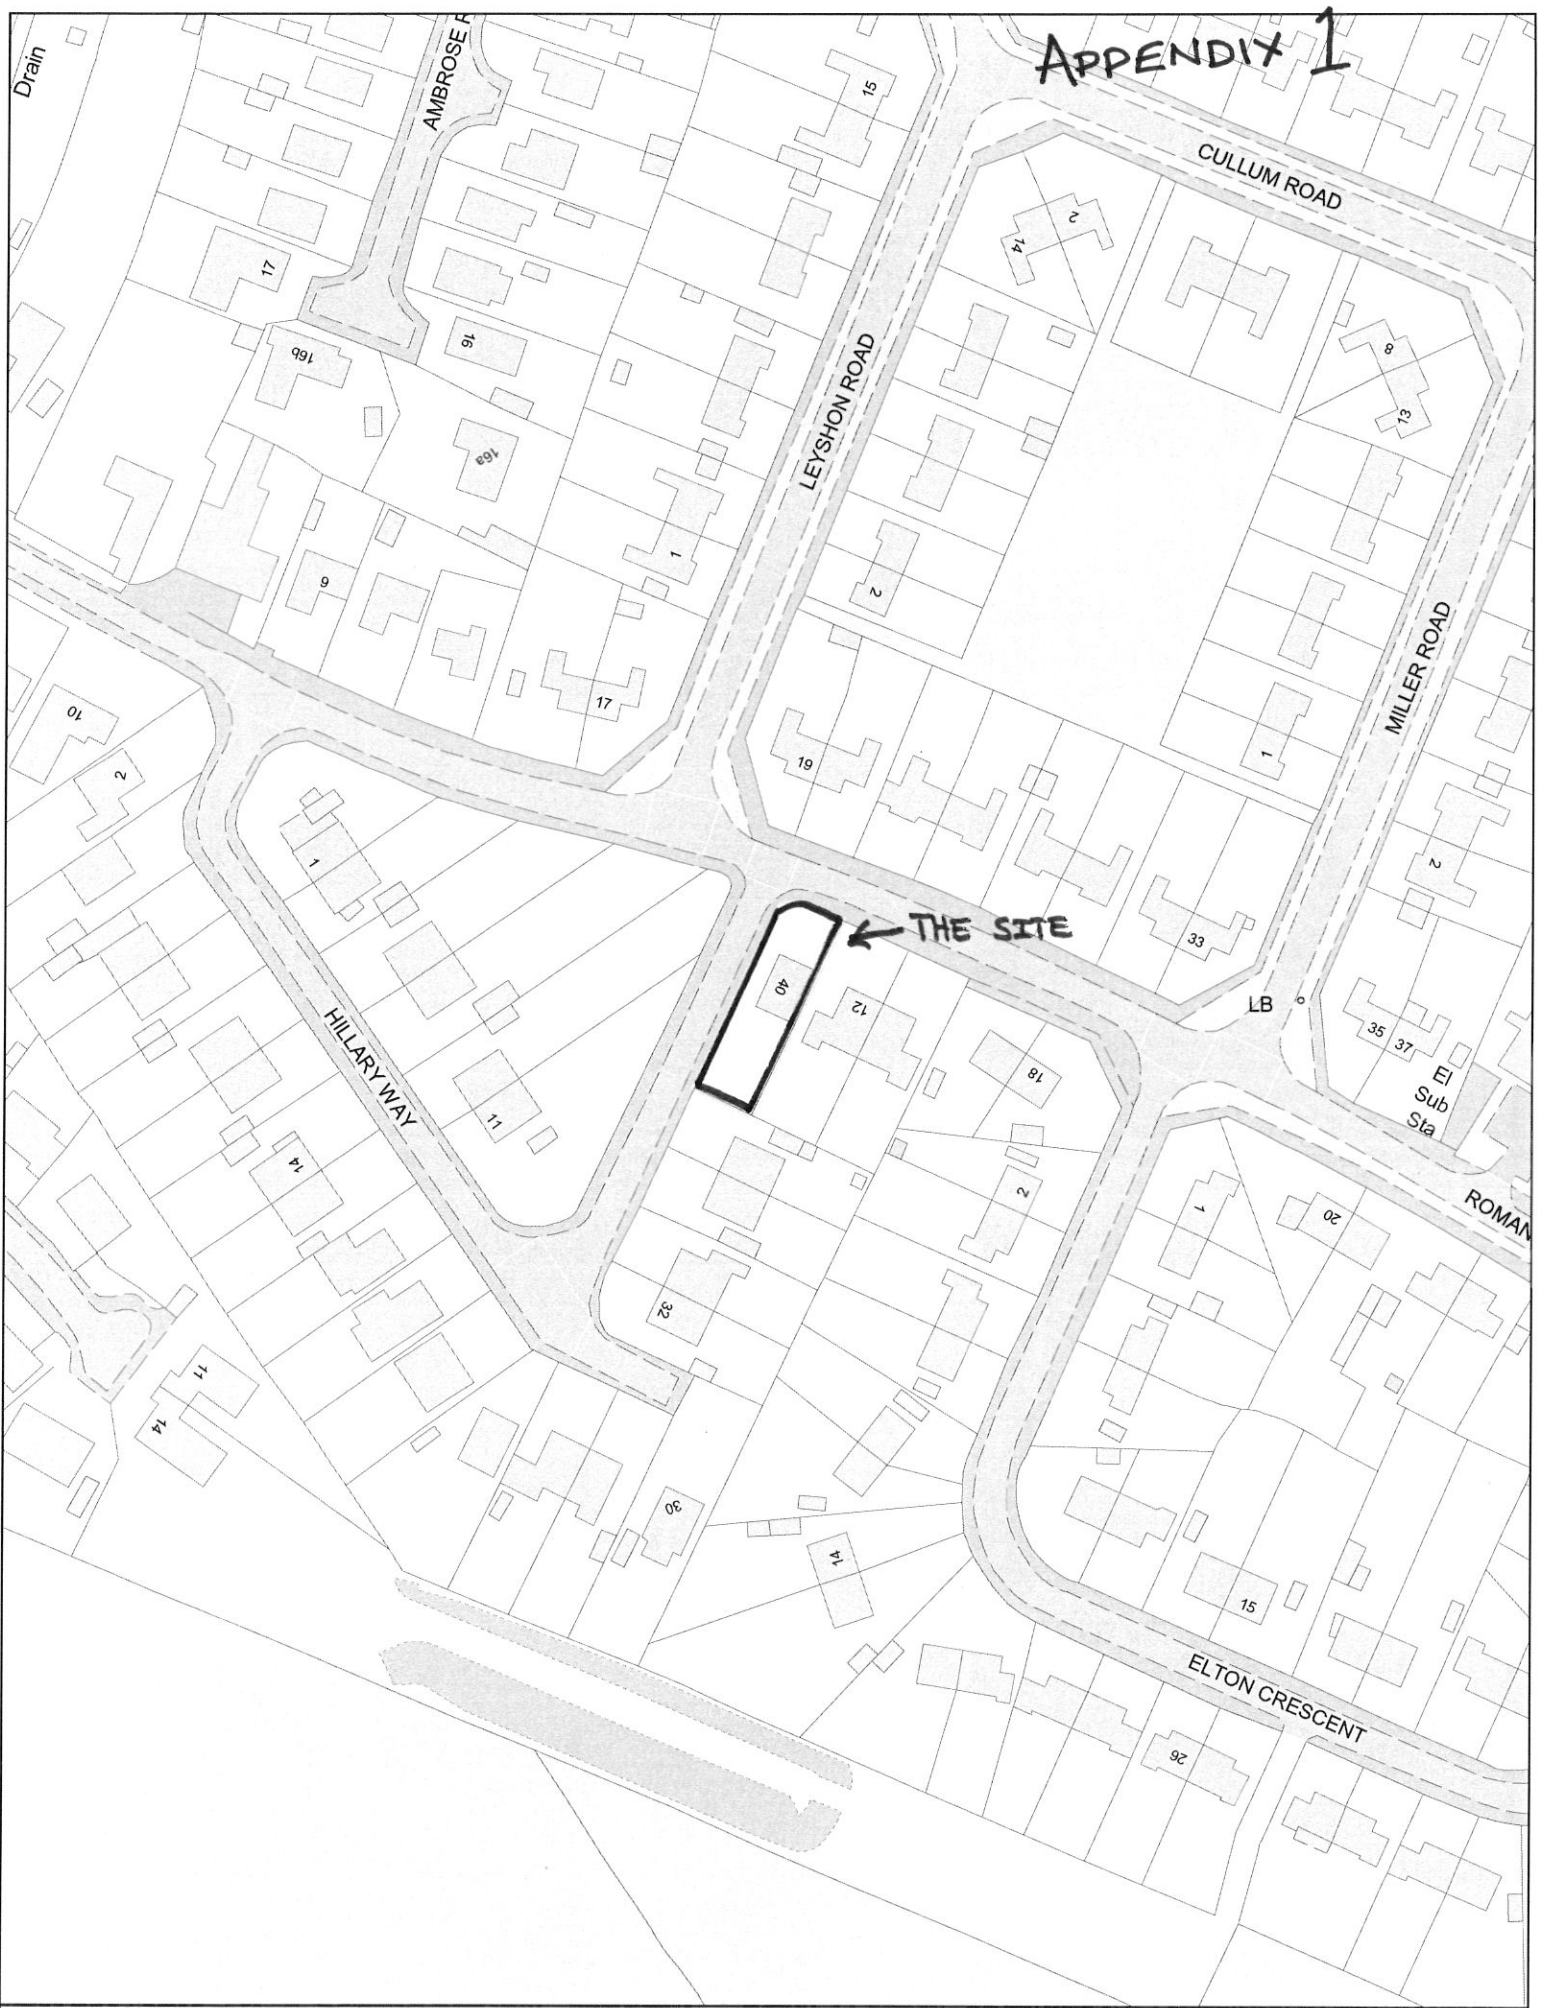 APPENDIX 1
Drain
AMBROSE R
15
CULLUM ROAD
2
14
17
16b
16
LEYSHON ROAD
8
13
16a
1
9
2
MILLER ROAD
17
10
2
19
1
2
1
THE SITE
33
40
12
LB
35
37
HILLARY WAY
18
El
Sub
Sta
11
14
2
1
20
ROMAN
32
11
14
30
14
15
ELTON CRESCENT
26